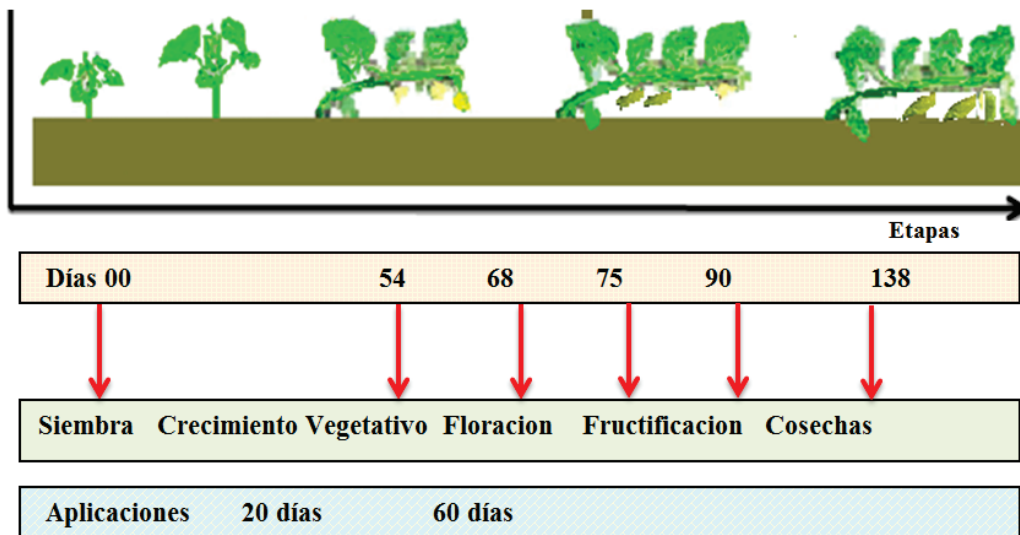 Etapas
Días 00 54 68 75 90 138
Siembra Crecimiento Vegetativo Floracion Fructificacion Cosechas
Aplicaciones 20 días 60 días